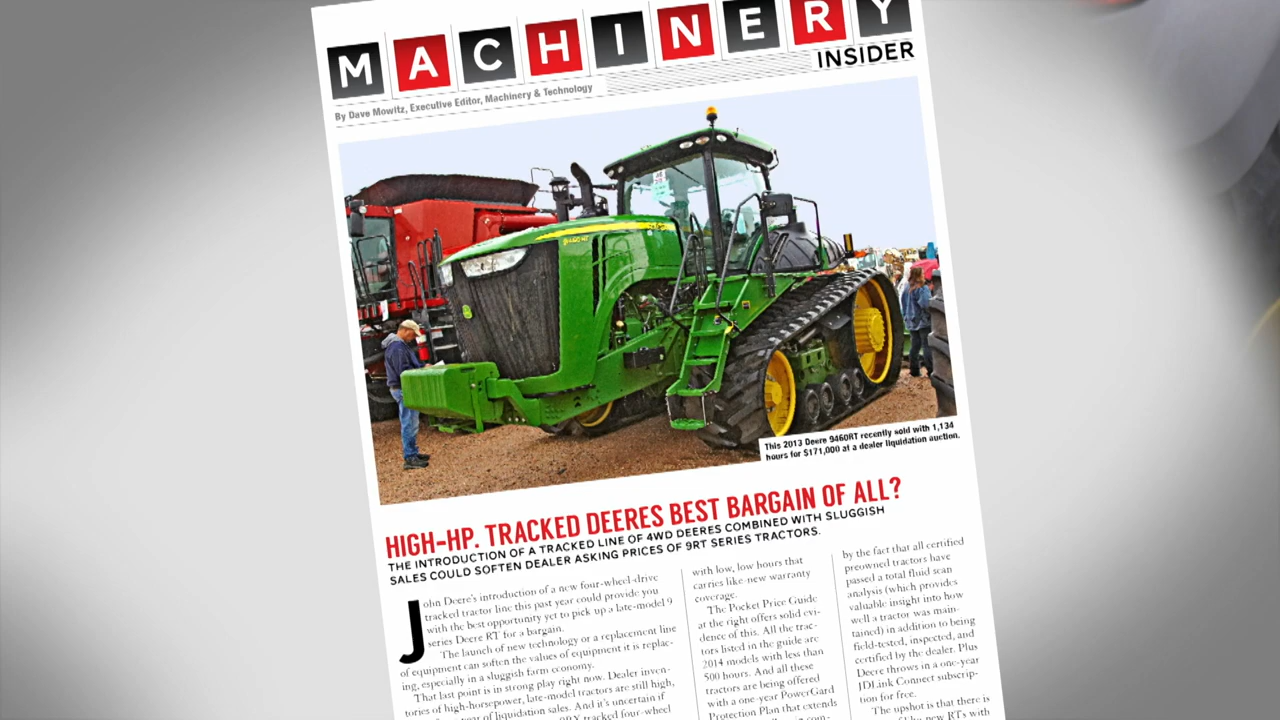 MACHINERY
INSIDER
By Dave Mowitz, Executive Editor, Machinery & Technology
This 2013 Deere 9460RT recently sold with 1,134
hours for $171,000 at a dealer liquidation auction.
HIGH-HP. TRACKED DEERES BEST BARGAIN OF ALL?
THE INTRODUCTION OF A TRACKED LINE OF 4WD DEERES COMBINED WITH SLUGGISH
SALES COULD SOFTEN DEALER ASKING PRICES OF 9RT SERIES TRACTORS.
John Deere's introduction of a new four-wheel-drive
tracked tractor line this past year could provide you
with the best opportunity yet to pick up a late-model 9
series Deere RT for a bargain.
The launch of new technology or a replacement line
of equipment can soften the values of equipment it is replac-
ing, especially in a sluggish farm economy.
That last point is in strong play right now. Dealer inven-
tories of high-horsepower, late-model tractors are still high,
year of liquidation sales. And it's uncertain if
tracked four-wheel
with low, low hours that
carries like-new warranty
coverage.
The Pocket Price Guide
at the right offers solid evi-
dence of this. All the trac-
tors listed in the guide are
2014 models with less than
500 hours. And all these
tractors are being offered
with a one-year PowerGard
Protection Plan that extends
by the fact that all certified
preowned tractors have
passed a total fluid scan
analysis (which provides
valuable insight into how
well a tractor was main-
tained) in addition to being
field-tested, inspected, and
certified by the dealer. Plus
Deere throws in a one-year
JDLink Connect subscrip-
tion for free.
The upshot is that there is
new RTs with